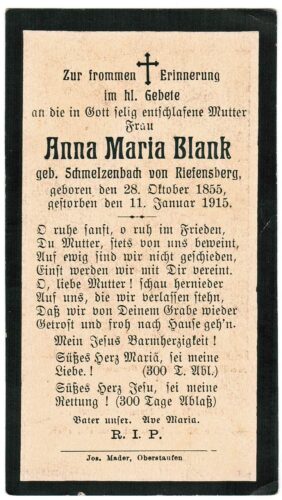 Zur frommen Erinnerung
im hl. Gebete
an die in Gott selig entschlafene Mutter
Frau
Anna Maria Blank
geb. Schmelzenbach von Riefensberg,
geboren den 28. Oktober 1855,
gestorben den 11. Januar 1915.
O ruhe sanft, o ruh im Frieden,
Du Mutter, stets von uns beweint,
Auf ewig sind wir nicht geschieden,
Einst werden wir mit Dir vereint.
O, liebe Mutter! schau hernieder
Auf uns, die wir verlassen stehn,
Daß wir von Deinem Grabe wieder
Getrost und froh nach Hause geh'n.
Mein Jesus Barmherzigkeit!
Süßes Herz Mariä, sei meine
Liebe! (300 T. Abl.)
Süßes Herz Jesu, sei meine
Rettung! (300 Tage Ablaß)
Vater unser. Ave Maria.
R. I. P.
Jos. Mader, Oberstaufen